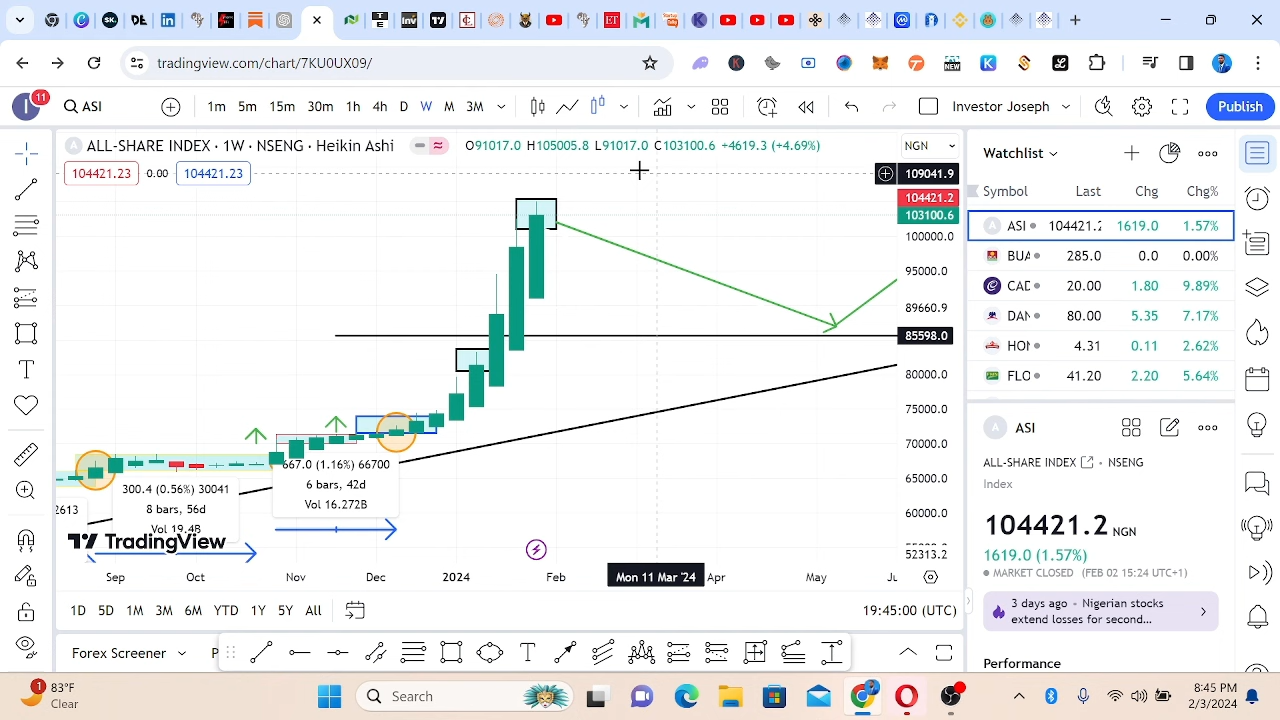 tradingview.com/chart/7KU0UX09/
NEW
I
11
ASI
1m 5m 15m 30m 1h 4h D W M 3M
Investor Joseph
Publish
ALL-SHARE INDEX · 1W · NSENG · Heikin Ashi
O91017.0 H105005.8 L91017.0 C103100.6 +4619.3 (+4.69%)
NGN
104421.23 0.00 104421.23
109041.9
104421.2
103100.6
100000.0
95000.0
89660.9
85598.0
80000.0
75000.0
70000.0
65000.0
60000.0
52313.2
667.0 (1.16%) 66700
6 bars, 42d
Vol 16.272B
2613
300.4 (0.56%) 30041
8 bars, 56d
Vol 19.4B
TradingView
Sep Oct Nov Dec 2024 Feb Mon 11 Mar '24 Apr May Ju
1D 5D 1M 3M 6M YTD 1Y 5Y All
19:45:00 (UTC)
Forex Screener
P
Watchlist
Symbol Last Chg Chg%
ASI 104421.2 1619.0 1.57%
BUA 285.0 0.0 0.00%
CAD 20.00 1.80 9.89%
DAN 80.00 5.35 7.17%
HON 4.31 0.11 2.62%
FLO 41.20 2.20 5.64%
A ASI
ALL-SHARE INDEX · NSENG
Index
104421.2 NGN
1619.0 (1.57%)
MARKET CLOSED (FEB 02 15:24 UTC+1)
3 days ago - Nigerian stocks
extend losses for second...
Performance
1
83°F
Clear
Search
8:45 PM
2/3/2024